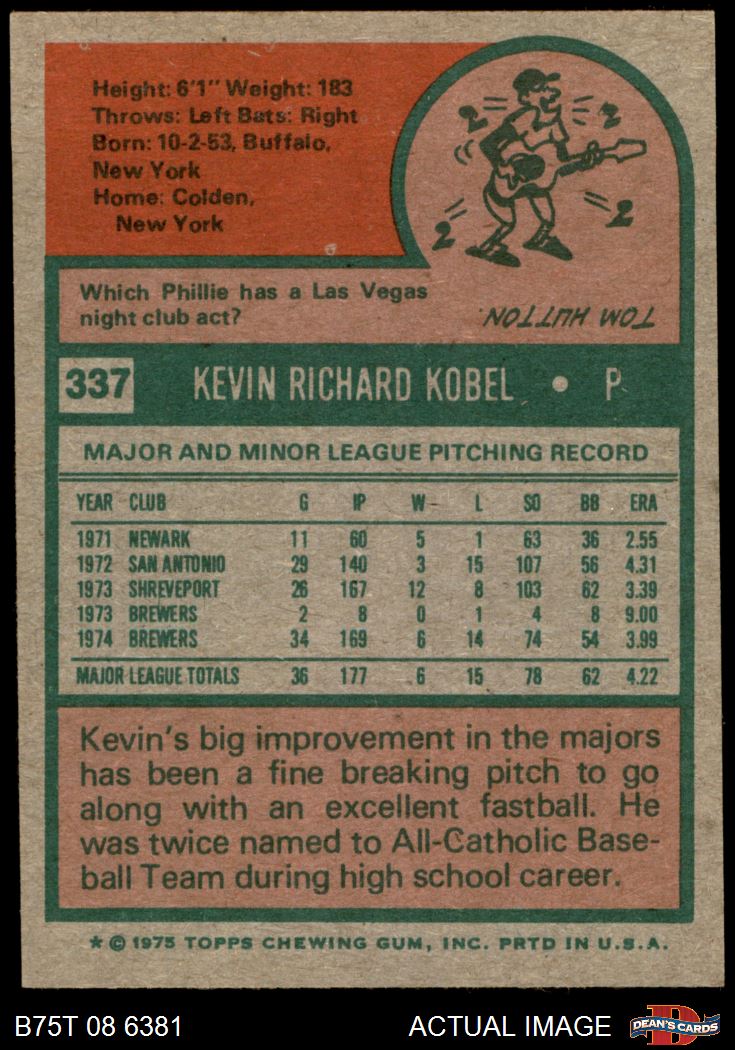 Height: 6'1" Weight: 183
Throws: Left Bats: Right
Born: 10-2-53, Buffalo,
New York
Home: Colden,
New York
2 2
2 2
Which Phillie has a Las Vegas
night club act?
TOM HUTTON.
337 KEVIN RICHARD KOBEL • P.
MAJOR AND MINOR LEAGUE PITCHING RECORD
YEAR CLUB G IP W L SO BB ERA
1971 NEWARK 11 60 5 1 63 36 2.55
1972 SAN ANTONIO 29 140 3 15 107 56 4.31
1973 SHREVEPORT 26 167 12 8 103 62 3.39
1973 BREWERS 2 8 0 1 4 8 9.00
1974 BREWERS 34 169 6 14 74 54 3.99
MAJOR LEAGUE TOTALS 36 177 6 15 78 62 4.22
Kevin's big improvement in the majors
has been a fine breaking pitch to go
along with an excellent fastball. He
was twice named to All-Catholic Base-
ball Team during high school career.
★ © 1975 TOPPS CHEWING GUM, INC. PRTD IN U.S.A.
B75T 08 6381 ACTUAL IMAGE D DEAN'S CARDS